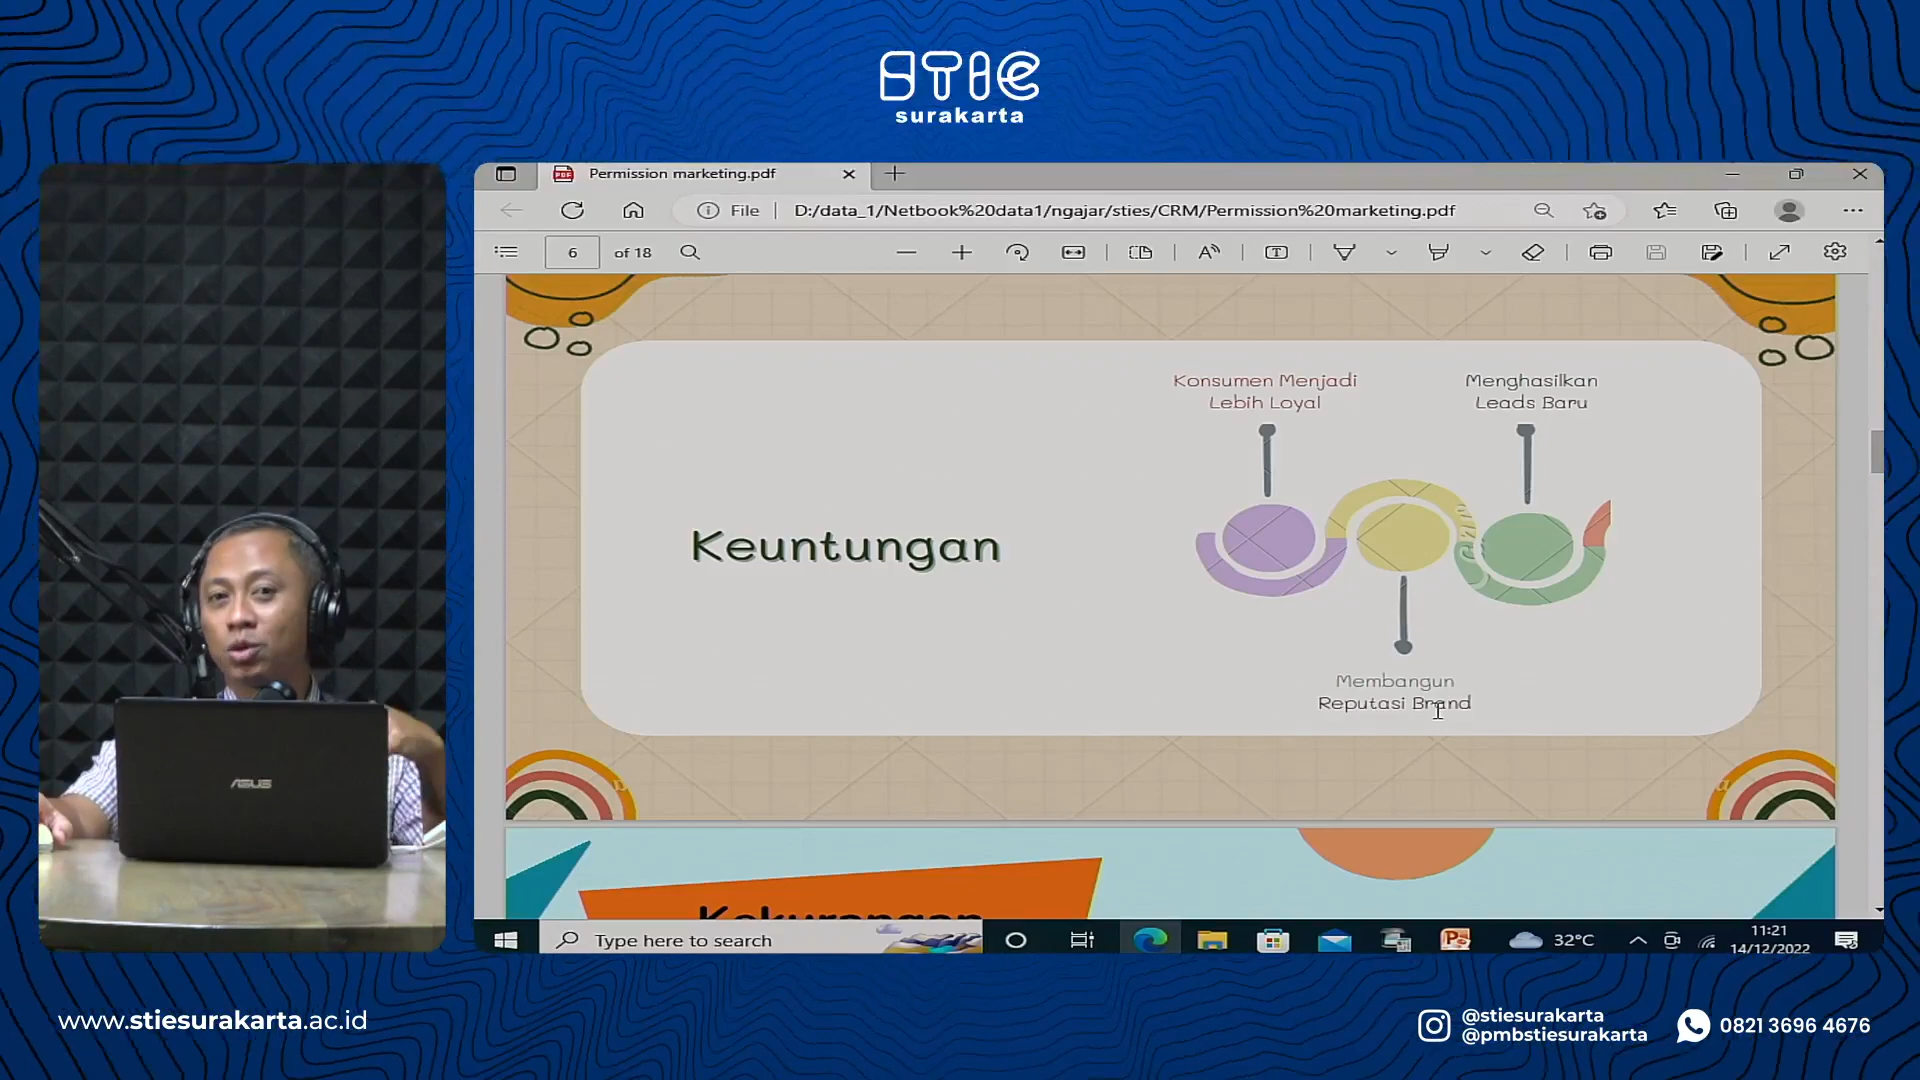 STIE
surakarta
Permission marketing.pdf
File
D:/data_1/Netbook%20data1/ngajar/sties/CRM/Permission%20marketing.pdf
6 of 18
Konsumen Menjadi
Lebih Loyal
Menghasilkan
Leads Baru
Keuntungan
Membangun
Reputasi Brand
Kekurangan
ASUS
Type here to search
32°C
11:21
14/12/2022
www.stiesurakarta.ac.id
@stiesurakarta
@pmbstiesurakarta
0821 3696 4676